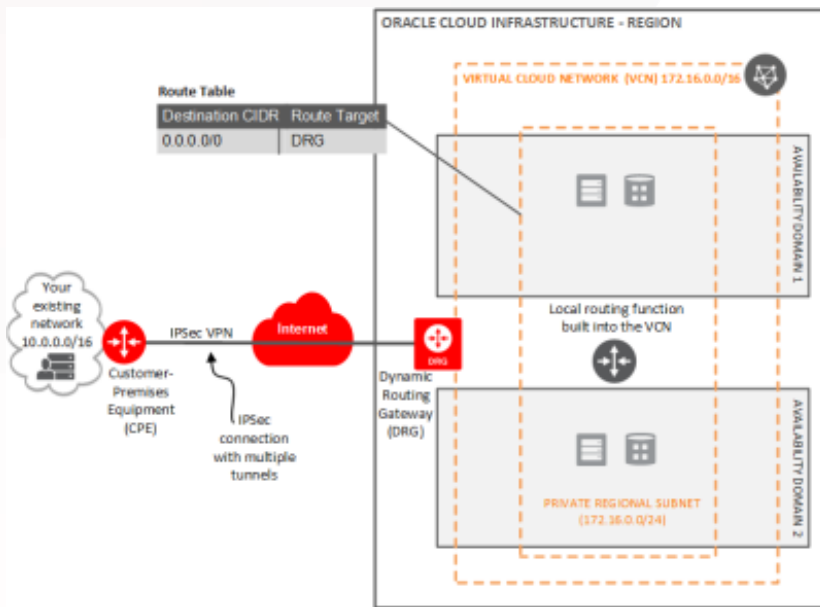 ORACLE CLOUD INFRASTRUCTURE - REGION
VIRTUAL CLOUD NETWORK (VCN) 172.16.0.0/16
Route Table
Destination CIDR Route Target
0.0.0.0/0 DRG
AVAILABILITY DOMAIN 1
Your
existing
network
10.0.0.0/16
IPSec VPN
Internet
DRG
Local routing function
built into the VCN
Customer-
Premises
Equipment
(CPE)
IPSec
connection
with multiple
tunnels
Dynamic
Routing
Gateway
(DRG)
PRIVATE REGIONAL SUBNET
(172.16.0.0/24)
AVAILABILITY DOMAIN 2